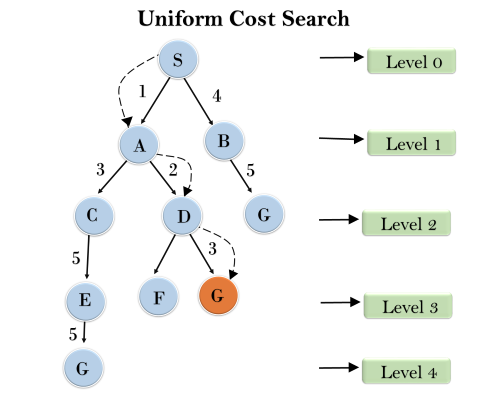 Uniform Cost Search
S
Level 0
1
4
A
B
Level 1
3
2
5
C
D
G
Level 2
5
3
E
F
G
Level 3
5
G
Level 4